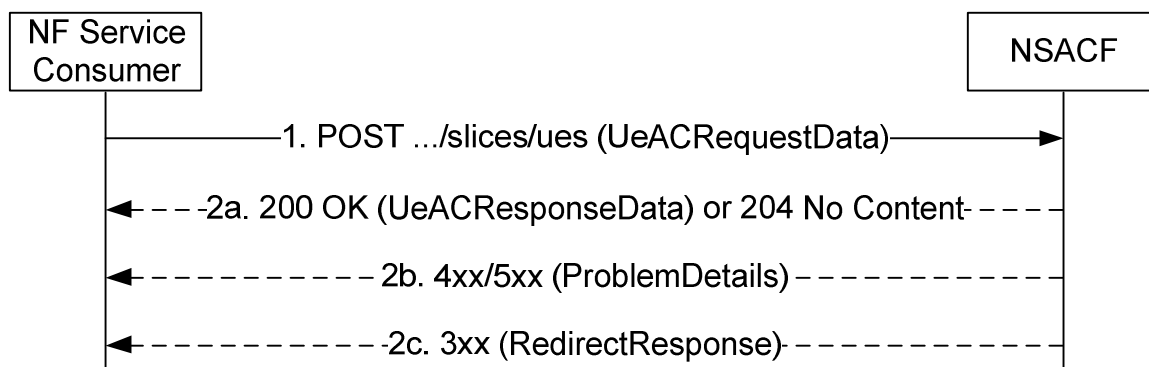 NF Service
Consumer
NSACF
1. POST .../slices/ues (UeACRequestData)
2a. 200 OK (UeACResponseData) or 204 No Content
2b. 4xx/5xx (ProblemDetails)
2c. 3xx (RedirectResponse)